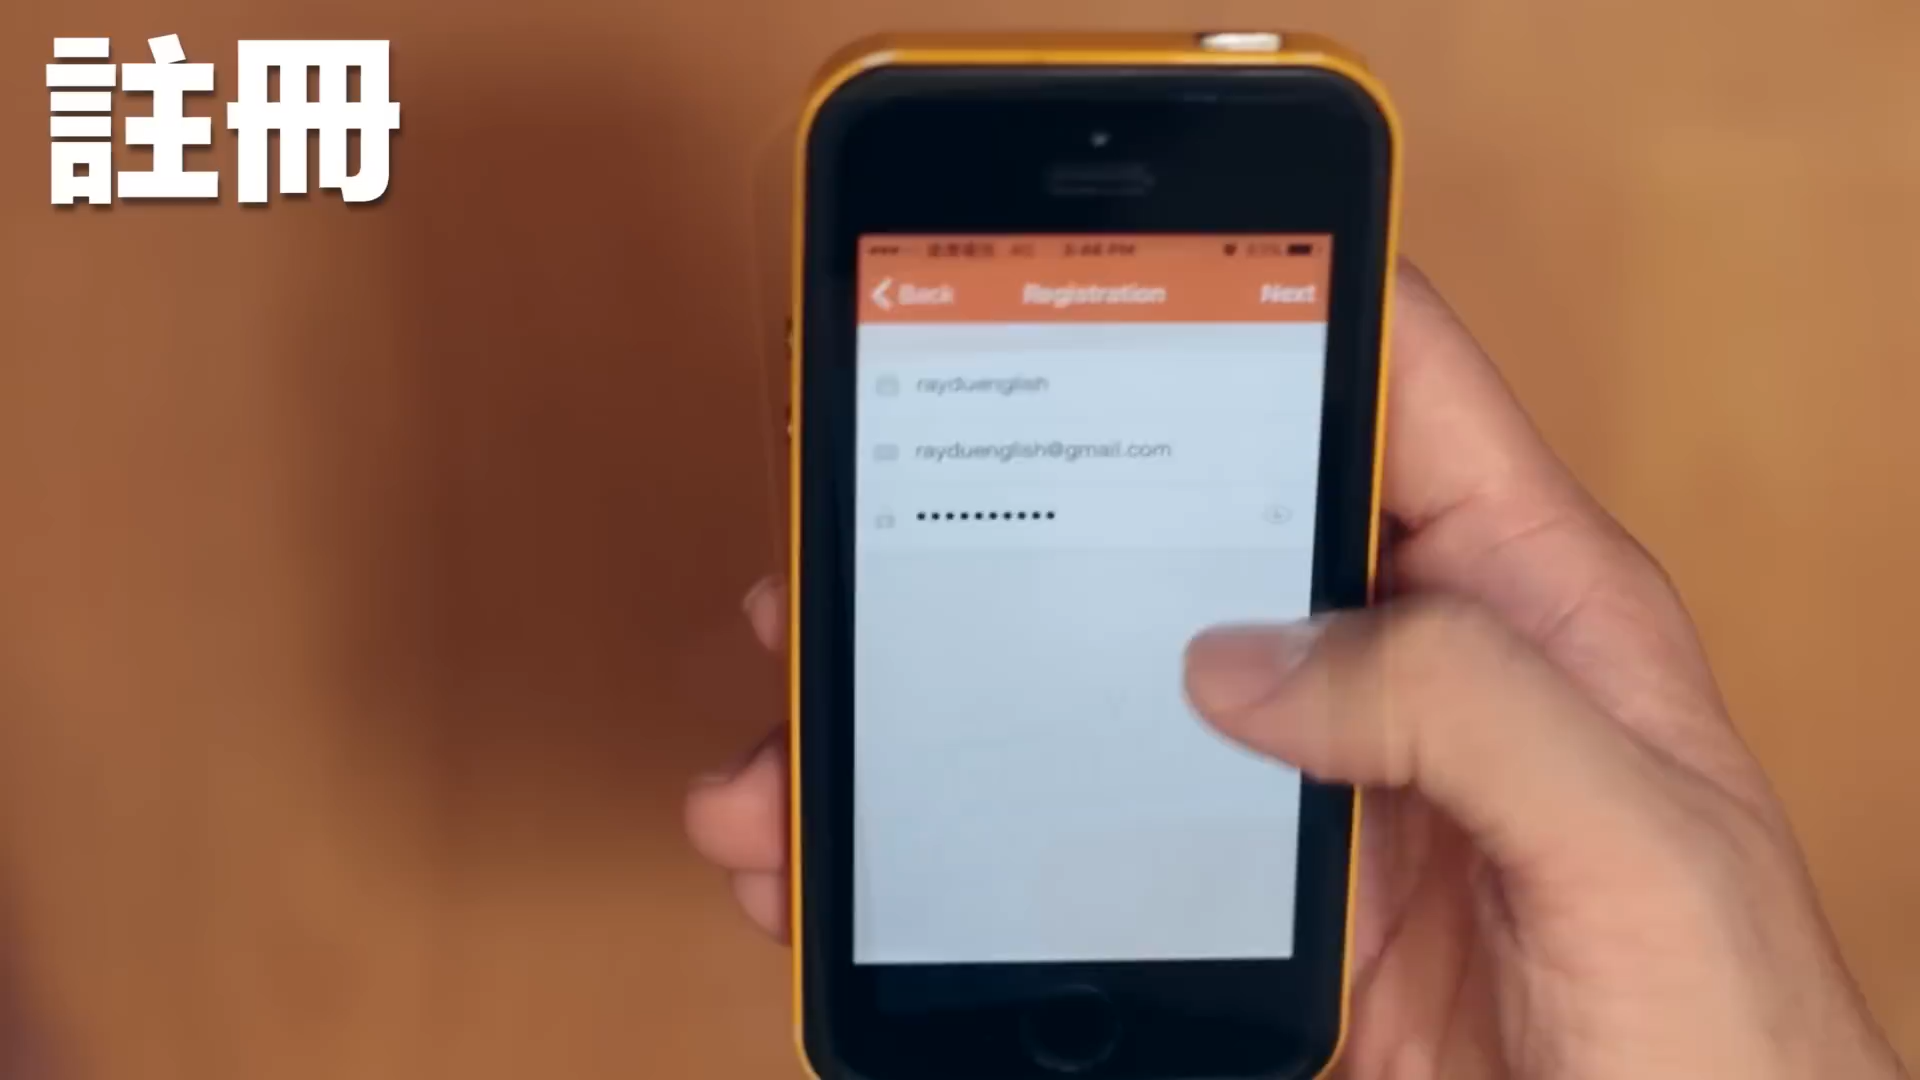 註冊
Back Registration Next
rayduenglish
rayduenglish@gmail.com
••••••••••